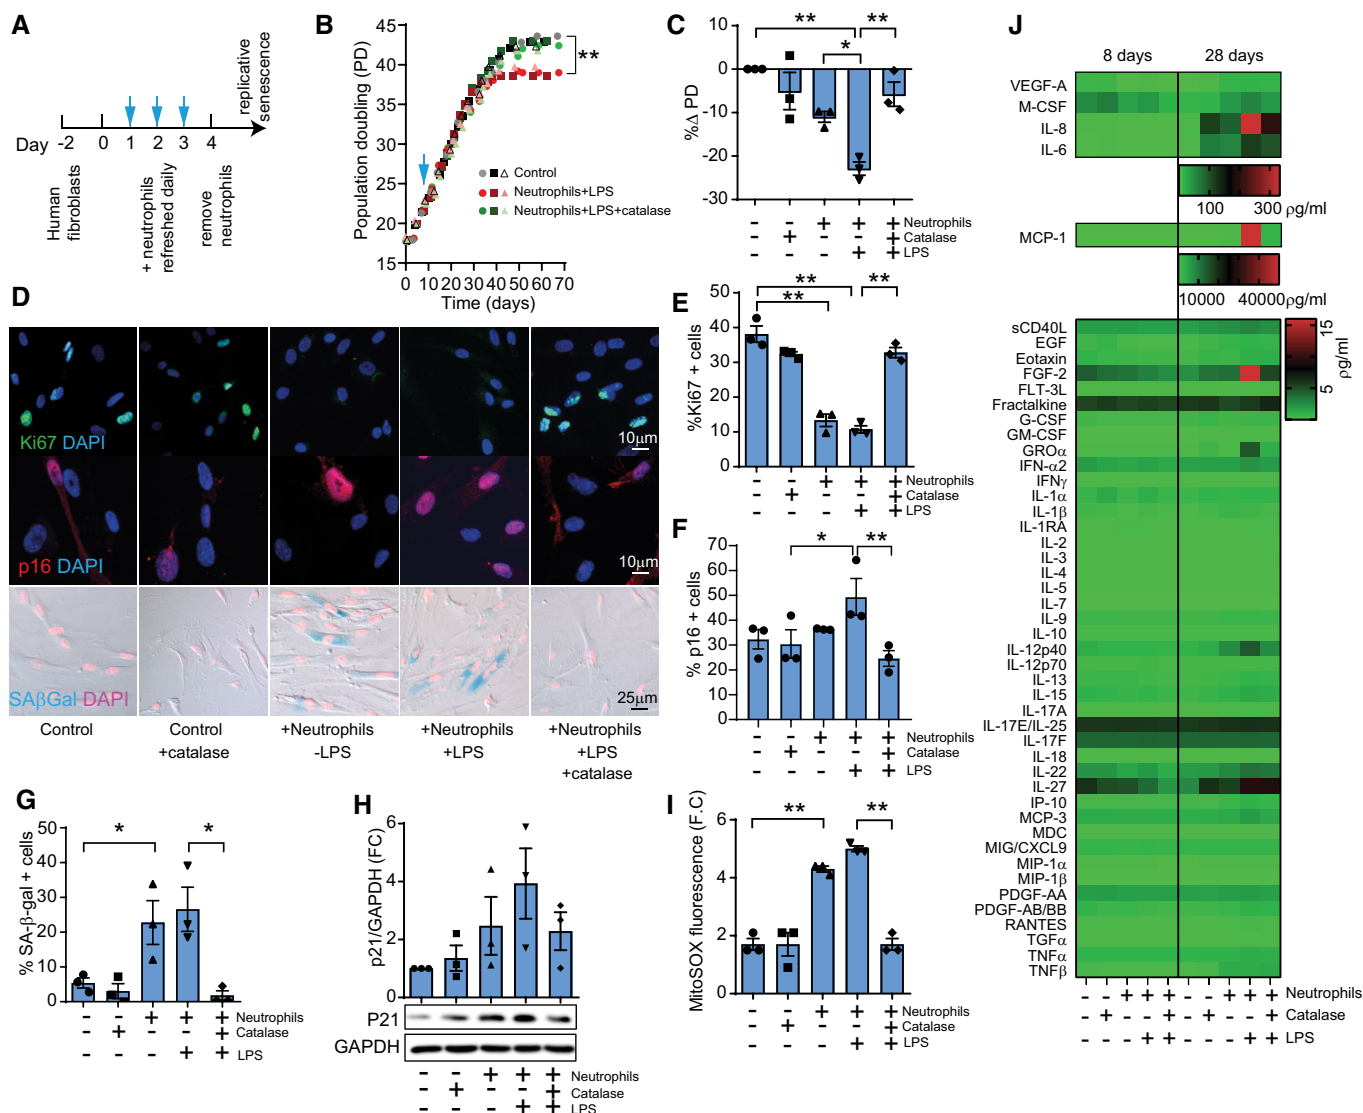 A
Day
-2
0
1
2
3
4
Human
fibroblasts
+ neutrophils
refreshed daily
remove
neutrophils
replicative
senescence
B
Population doubling (PD)
45
40
35
30
25
20
15
0 10 20 30 40 50 60 70
Time (days)
Control
Neutrophils+LPS
Neutrophils+LPS+catalase
**
C
%Δ PD
10
0
-10
-20
-30
** **
*
- - + + + Neutrophils
- + - - + Catalase
- - - + + LPS
D
Ki67 DAPI
10μm
p16 DAPI
10μm
SAβGal DAPI
25μm
Control
Control
+catalase
+Neutrophils
-LPS
+Neutrophils
+LPS
+Neutrophils
+LPS
+catalase
E
%Ki67 + cells
50
40
30
20
10
0
** **
**
- - + + + Neutrophils
- + - - + Catalase
- - - + + LPS
F
% p16 + cells
70
60
50
40
30
20
10
0
* **
- - + + + Neutrophils
- + - - + Catalase
- - - + + LPS
G
% SA-β-gal + cells
50
40
30
20
10
0
* *
- - + + + Neutrophils
- + - - + Catalase
- - - + + LPS
H
p21/GAPDH (FC)
6
4
2
0
P21
GAPDH
- - + + + Neutrophils
- + - - + Catalase
- - - + + LPS
I
MitoSOX fluorescence (F.C)
6
4
2
0
** **
- - + + + Neutrophils
- + - - + Catalase
- - - + + LPS
J
8 days 28 days
VEGF-A
M-CSF
IL-8
IL-6
100 300 ρg/ml
MCP-1
10000 40000 ρg/ml
15
5
ρg/ml
sCD40L
EGF
Eotaxin
FGF-2
FLT-3L
Fractalkine
G-CSF
GM-CSF
GROα
IFN-α2
IFNγ
IL-1α
IL-1β
IL-1RA
IL-2
IL-3
IL-4
IL-5
IL-7
IL-9
IL-10
IL-12p40
IL-12p70
IL-13
IL-15
IL-17A
IL-17E/IL-25
IL-17F
IL-18
IL-22
IL-27
IP-10
MCP-3
MDC
MIG/CXCL9
MIP-1α
MIP-1β
PDGF-AA
PDGF-AB/BB
RANTES
TGFα
TNFα
TNFβ
- - + + + - - + + + Neutrophils
- + - - + - + - - + Catalase
- - - + + - - - + + LPS